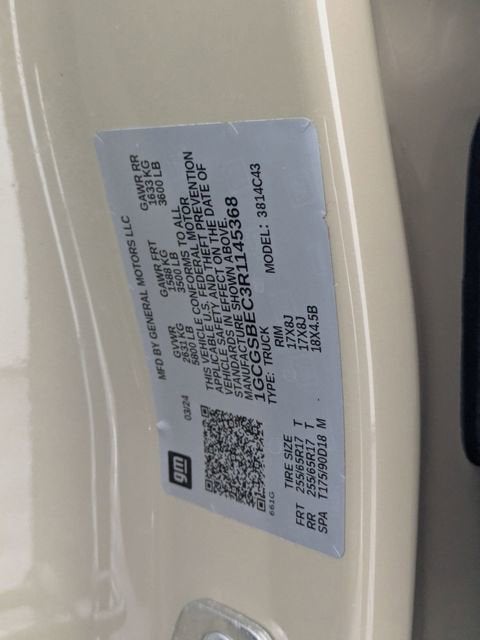 gm
MFD BY GENERAL MOTORS LLC
03/24
GVWR
2631 KG
5800 LB
GAWR FRT
1588 KG
3500 LB
GAWR RR
1633 KG
3600 LB
THIS VEHICLE CONFORMS TO ALL
APPLICABLE U.S. FEDERAL MOTOR
VEHICLE SAFETY AND THEFT PREVENTION
STANDARDS IN EFFECT ON THE DATE OF
MANUFACTURE SHOWN ABOVE.
1GCGSBEC3R1145368
TYPE: TRUCK
MODEL: 3814C43
661G
TIRE SIZE RIM
FRT 255/65R17 T 17X8J
RR 255/65R17 T 17X8J
SPA T175/90D18 M 18X4.5B